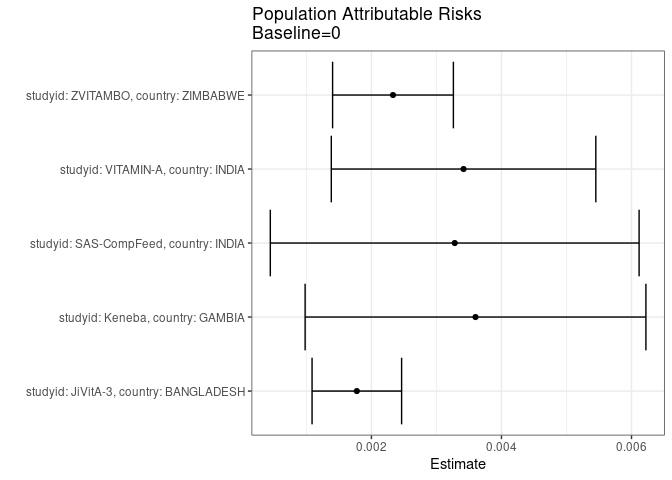 Population Attributable Risks
Baseline=0
studyid: ZVITAMBO, country: ZIMBABWE
studyid: VITAMIN-A, country: INDIA
studyid: SAS-CompFeed, country: INDIA
studyid: Keneba, country: GAMBIA
studyid: JiVitA-3, country: BANGLADESH
0.002 0.004 0.006
Estimate